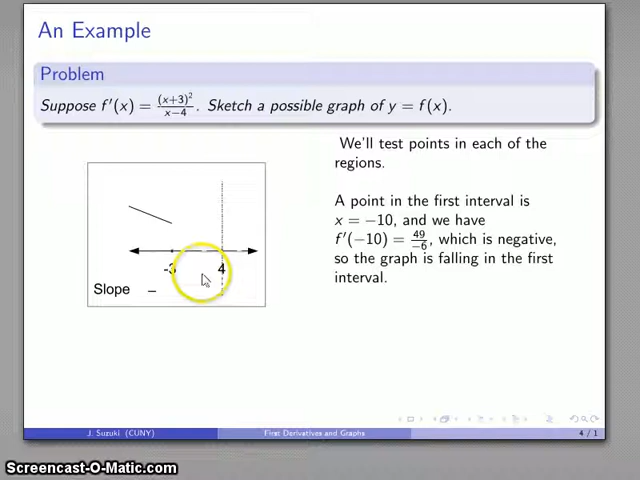 An Example
Problem
Suppose f′(x) = (x+3)²/(x−4). Sketch a possible graph of y = f(x).
We'll test points in each of the
regions.
A point in the first interval is
x = −10, and we have
f′(−10) = 49/−6, which is negative,
so the graph is falling in the first
interval.
-3 4
Slope −
J. Suzuki (CUNY) First Derivatives and Graphs 4 / 1
Screencast-O-Matic.com